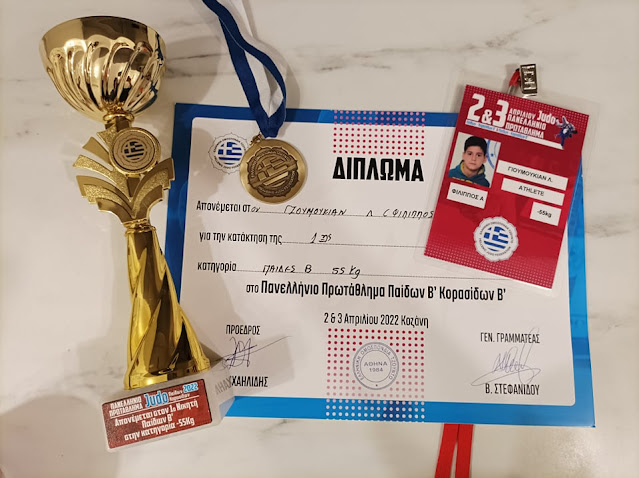 2&3
ΑΠΡΙΛΙΟΥ Judo
ΠΑΝΕΛΛΗΝΙΟ
ΠΡΩΤΑΘΛΗΜΑ
ΓΙΟΥΜΟΥΚΙΑΝ Λ.
ATHLETE
-55kg
ΦΙΛΙΠΠΟΣ Α
ΔΙΠΛΩΜΑ
Απονέμεται στον ΓΙΟΥΜΟΥΚΙΑΝ Λ (ΦΙΛΙΠΠΟΣ
για την κατάκτηση της 1ης
κατηγορία ΠΑΙΔΕΣ Β 55 Kg
στο Πανελλήνιο Πρωτάθλημα Παίδων Β' Κορασίδων Β'
2 & 3 Απριλίου 2022 Κοζάνη
ΠΡΟΕΔΡΟΣ
ΓΕΝ. ΓΡΑΜΜΑΤΕΑΣ
ΑΘΗΝΑ
1984
ΧΑΗΛΙΔΗΣ
Β. ΣΤΕΦΑΝΙΔΟΥ
ΠΑΝΕΛΛΗΝΙΟ
ΠΡΩΤΑΘΛΗΜΑ
Judo
2022
Απονέμεται στον 1ο Νικητή
Παίδων Β'
στην κατηγορία -55Kg